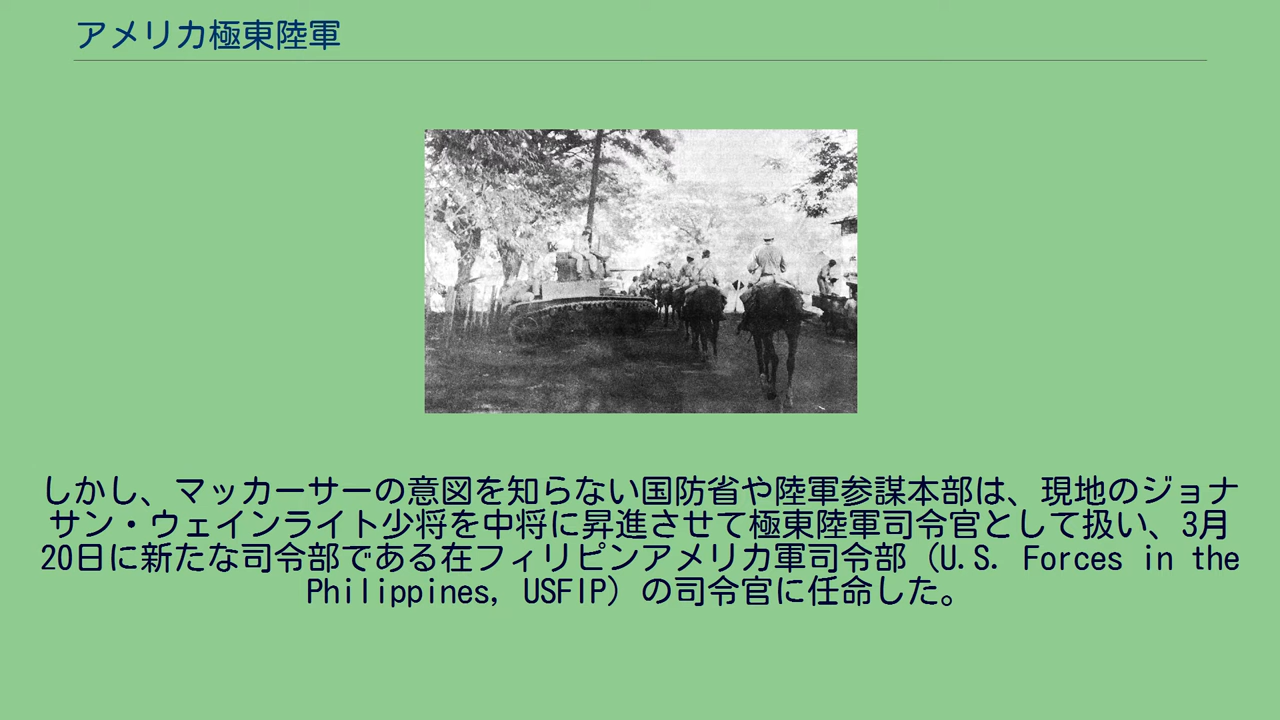 アメリカ極東陸軍
しかし、マッカーサーの意図を知らない国防省や陸軍参謀本部は、現地のジョナ
サン・ウェインライト少将を中将に昇進させて極東陸軍司令官として扱い、3月
20日に新たな司令部である在フィリピンアメリカ軍司令部（U.S. Forces in the
Philippines, USFIP）の司令官に任命した。